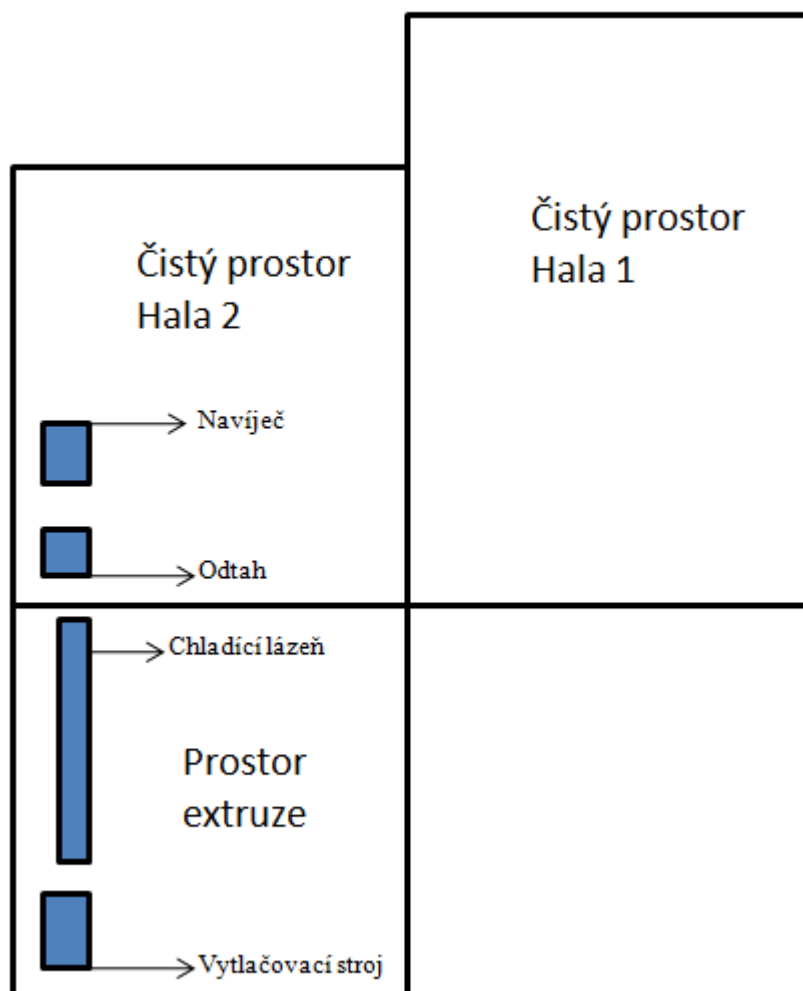 Čistý prostor
Hala 1
Čistý prostor
Hala 2
Navíječ
Odtah
Chladící lázeň
Prostor
extruze
Vytlačovací stroj